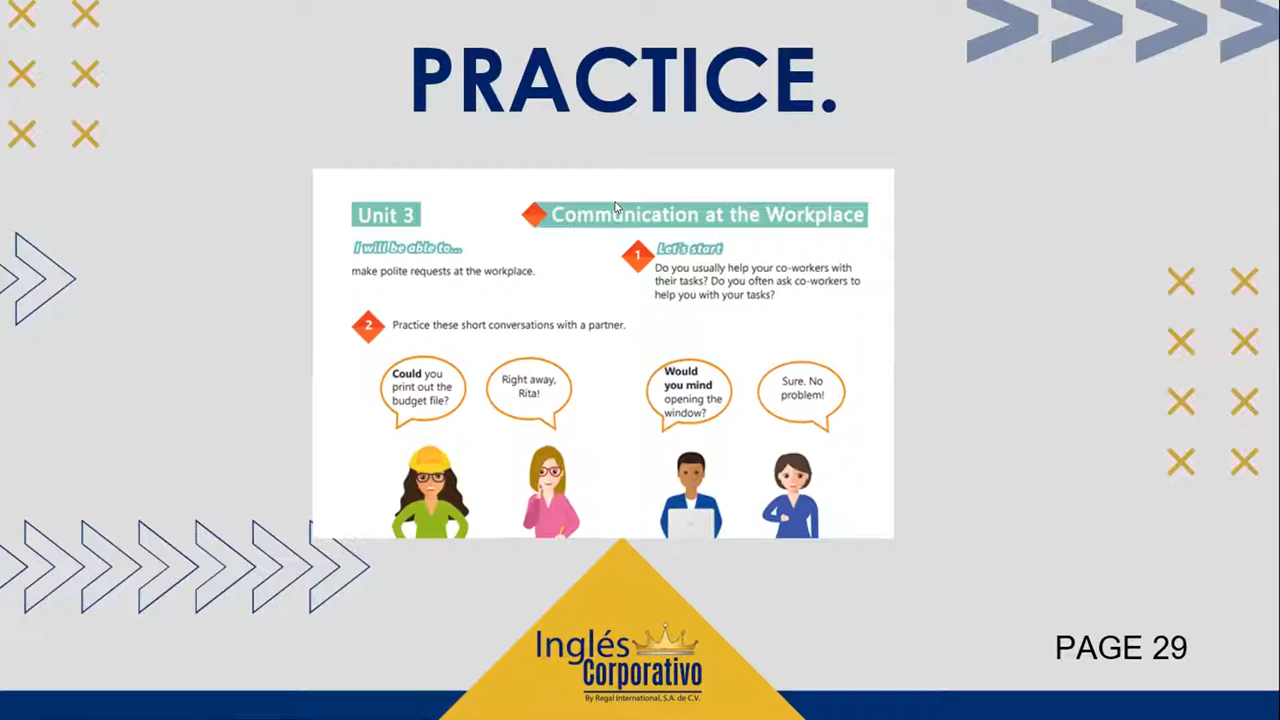 PRACTICE.
Unit 3
Communication at the Workplace
I will be able to...
make polite requests at the workplace.
1
Let's start
Do you usually help your co-workers with
their tasks? Do you often ask co-workers to
help you with your tasks?
2
Practice these short conversations with a partner.
Could you
print out the
budget file?
Right away,
Rita!
Would
you mind
opening the
window?
Sure. No
problem!
Inglés
Corporativo
By Regal International, S.A. de C.V.
PAGE 29